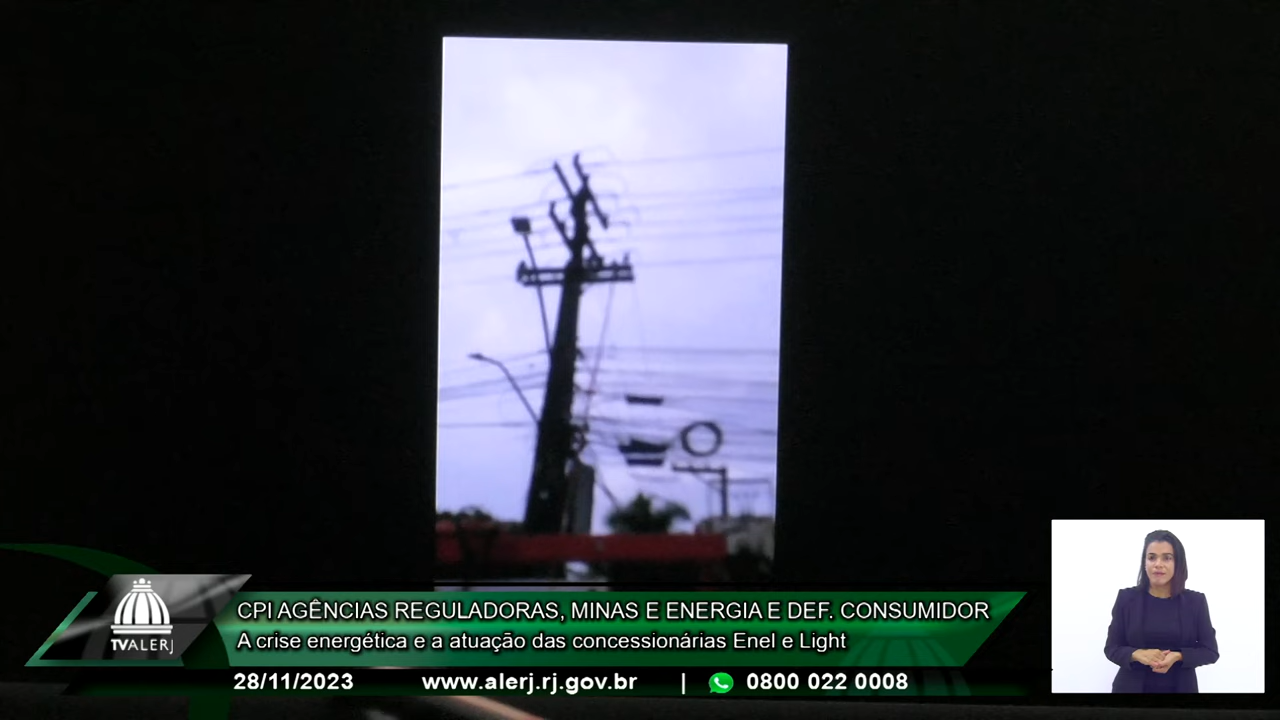 CPI AGÊNCIAS REGULADORAS, MINAS E ENERGIA E DEF. CONSUMIDOR
A crise energética e a atuação das concessionárias Enel e Light
TVALERJ
28/11/2023 www.alerj.rj.gov.br | 0800 022 0008